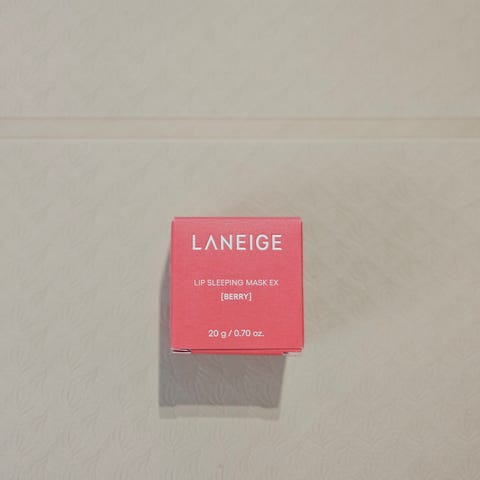 LANEIGE
LIP SLEEPING MASK EX
[BERRY]
20 g / 0.70 oz.